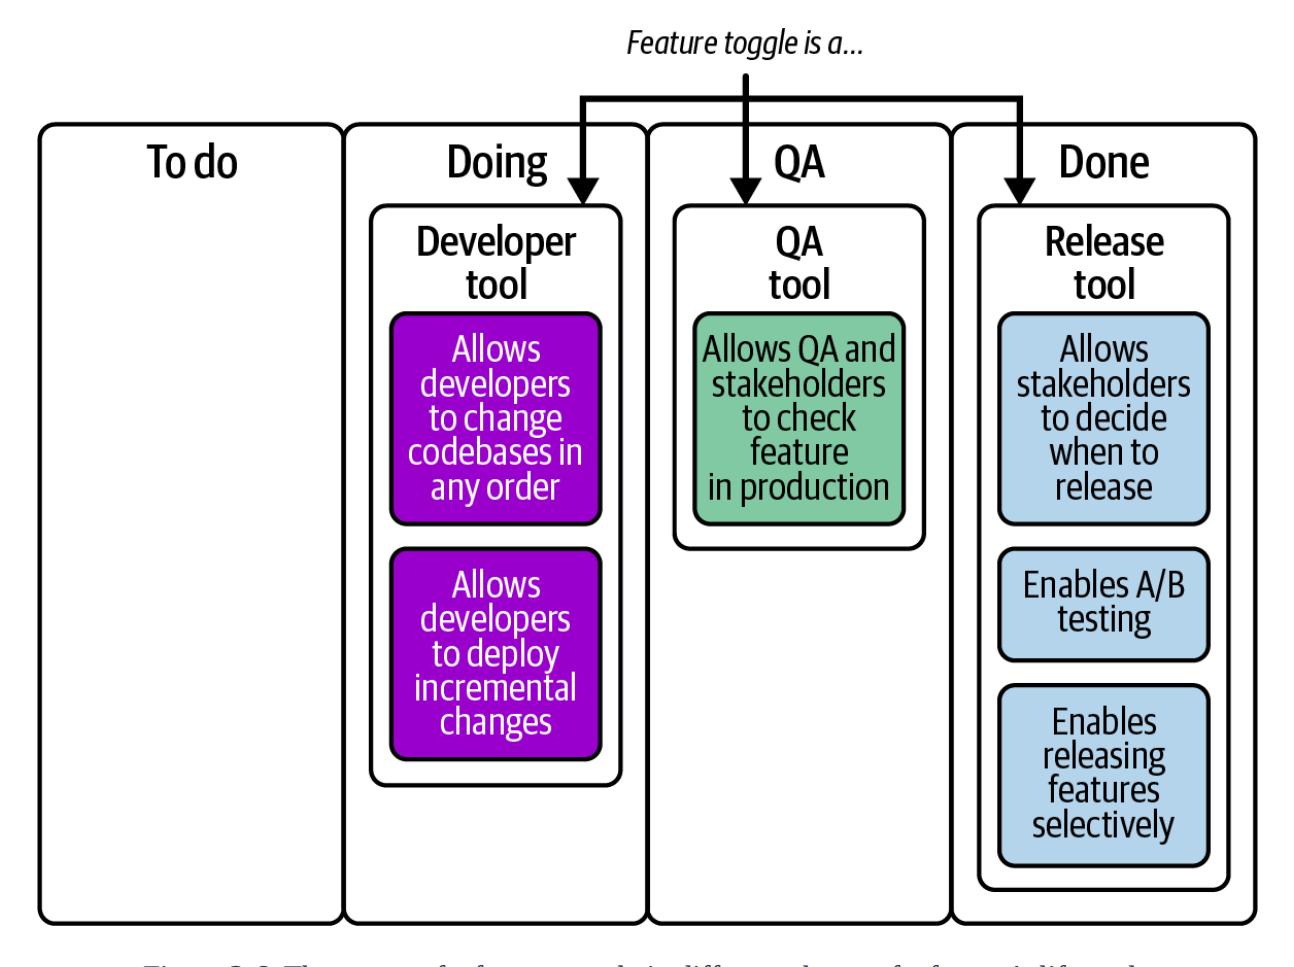 Feature toggle is a...
To do
Doing
QA
Done
Developer
tool
Allows
developers
to change
codebases in
any order
Allows
developers
to deploy
incremental
changes
QA
tool
Allows QA and
stakeholders
to check
feature
in production
Release
tool
Allows
stakeholders
to decide
when to
release
Enables A/B
testing
Enables
releasing
features
selectively